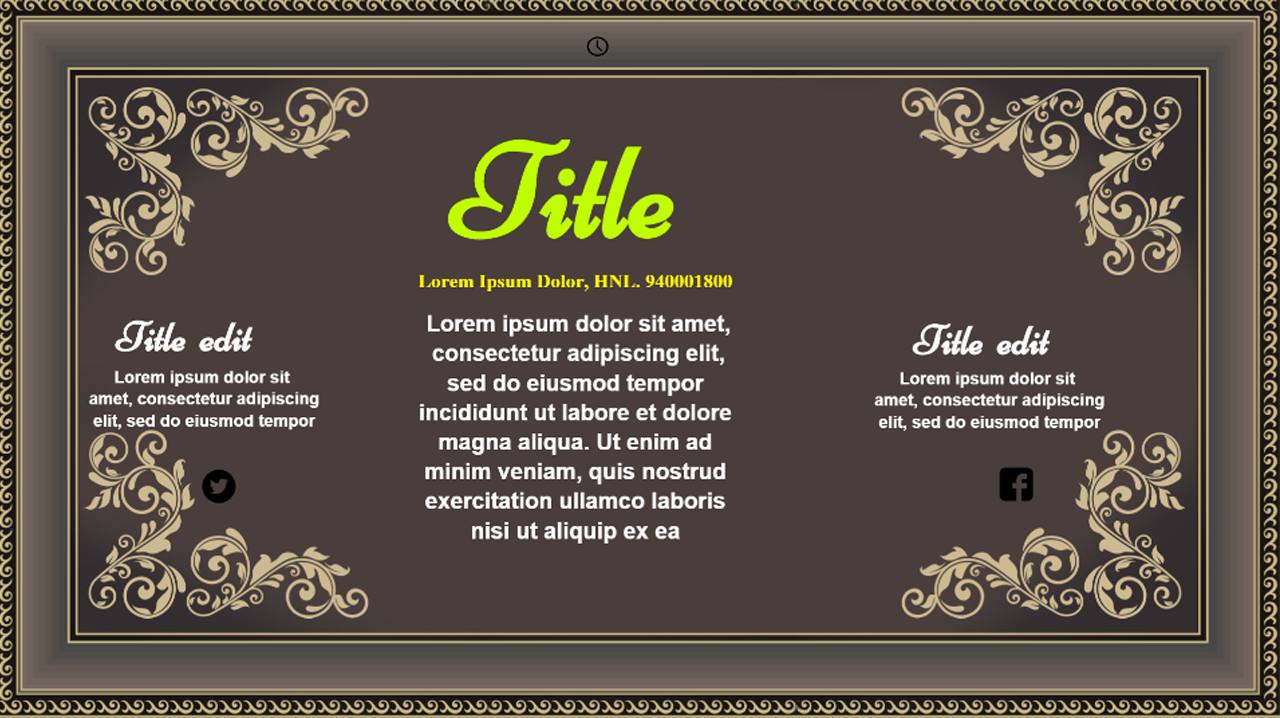 Title
Lorem Ipsum Dolor, HNL. 940001800
Lorem ipsum dolor sit amet,
consectetur adipiscing elit,
sed do eiusmod tempor
incididunt ut labore et dolore
magna aliqua. Ut enim ad
minim veniam, quis nostrud
exercitation ullamco laboris
nisi ut aliquip ex ea
Title edit
Lorem ipsum dolor sit
amet, consectetur adipiscing
elit, sed do eiusmod tempor
Title edit
Lorem ipsum dolor sit
amet, consectetur adipiscing
elit, sed do eiusmod tempor